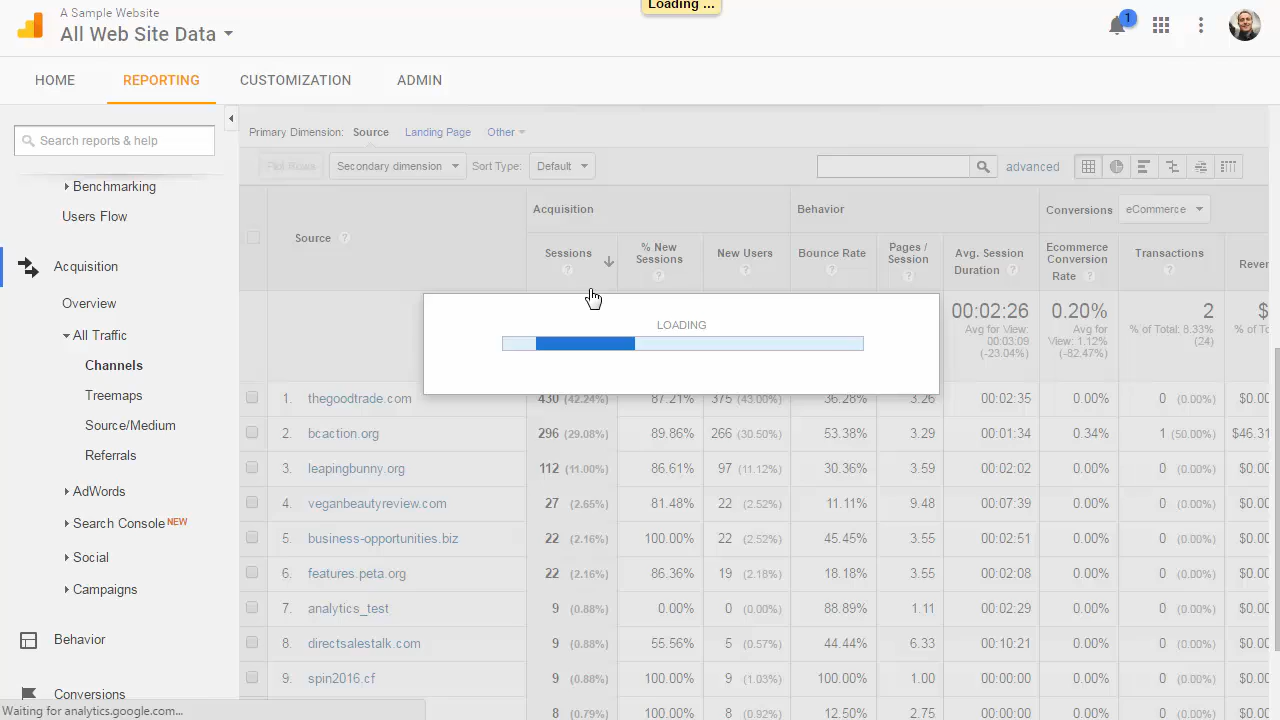 Loading ...
A Sample Website
All Web Site Data
1
HOME
REPORTING
CUSTOMIZATION
ADMIN
Search reports & help
Benchmarking
Users Flow
Acquisition
Overview
All Traffic
Channels
Treemaps
Source/Medium
Referrals
AdWords
Search Console NEW
Social
Campaigns
Behavior
Conversions
Waiting for analytics.google.com...
Primary Dimension: Source Landing Page Other
Plot Rows Secondary dimension Sort Type: Default advanced
Source ?
Acquisition
Behavior
Conversions eCommerce
Sessions ?
% New Sessions ?
New Users ?
Bounce Rate ?
Pages / Session ?
Avg. Session Duration ?
Ecommerce Conversion Rate ?
Transactions ?
Reven
LOADING
00:02:26
Avg for View: 00:03:09 (-23.04%)
0.20%
Avg for View: 1.12% (-82.47%)
2
% of Total: 8.33% (24)
$
% of To
1. thegoodtrade.com 430 (42.24%) 87.21% 375 (43.00%) 36.28% 3.26 00:02:35 0.00% 0 (0.00%) $0.00
2. bcaction.org 296 (29.08%) 89.86% 266 (30.50%) 53.38% 3.29 00:01:34 0.34% 1 (50.00%) $46.31
3. leapingbunny.org 112 (11.00%) 86.61% 97 (11.12%) 30.36% 3.59 00:02:02 0.00% 0 (0.00%) $0.00
4. veganbeautyreview.com 27 (2.65%) 81.48% 22 (2.52%) 11.11% 9.48 00:07:39 0.00% 0 (0.00%) $0.00
5. business-opportunities.biz 22 (2.16%) 100.00% 22 (2.52%) 45.45% 3.55 00:02:51 0.00% 0 (0.00%) $0.00
6. features.peta.org 22 (2.16%) 86.36% 19 (2.18%) 18.18% 3.55 00:02:08 0.00% 0 (0.00%) $0.00
7. analytics_test 9 (0.88%) 0.00% 0 (0.00%) 88.89% 1.11 00:02:29 0.00% 0 (0.00%) $0.00
8. directsalestalk.com 9 (0.88%) 55.56% 5 (0.57%) 44.44% 6.33 00:10:21 0.00% 0 (0.00%) $0.00
9. spin2016.cf 9 (0.88%) 100.00% 9 (1.03%) 100.00% 1.00 00:00:00 0.00% 0 (0.00%) $0.00
8 (0.79%) 100.00% 8 (0.92%) 12.50% 2.75 00:00:00 0.00% 0 (0.00%) $0.00